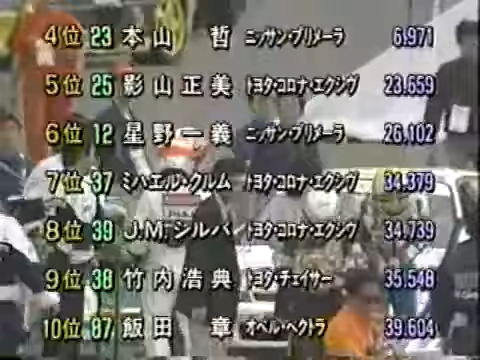 4位 23 本山 哲 ニッサン・プリメーラ 6.971
5位 25 影山正美 トヨタ・コロナ・エクシヴ 23.659
6位 12 星野一義 ニッサン・プリメーラ 26.102
7位 37 ミハエル・クルム トヨタ・コロナ・エクシヴ 34.379
8位 39 J.M.シルバ トヨタ・コロナ・エクシヴ 34.739
9位 38 竹内浩典 トヨタ・チェイサー 35.548
10位 87 飯田 章 オペル・ベクトラ 39.604